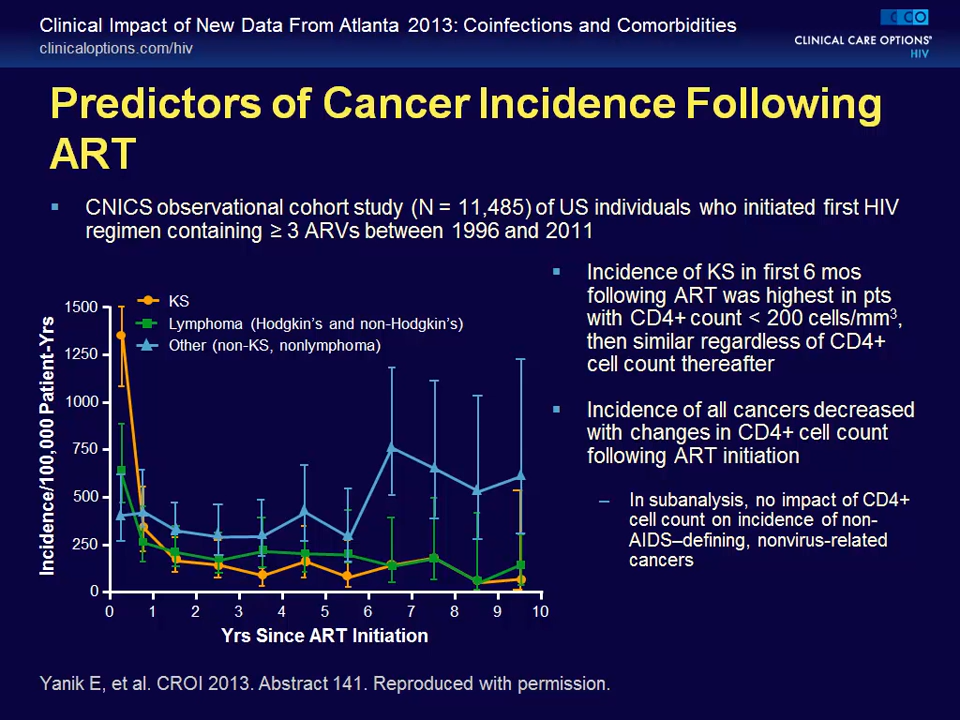 Clinical Impact of New Data From Atlanta 2013: Coinfections and Comorbidities
clinicaloptions.com/hiv
CCO
CLINICAL CARE OPTIONS®
HIV
Predictors of Cancer Incidence Following
ART
CNICS observational cohort study (N = 11,485) of US individuals who initiated first HIV
regimen containing ≥ 3 ARVs between 1996 and 2011
KS
Lymphoma (Hodgkin's and non-Hodgkin's)
Other (non-KS, nonlymphoma)
Incidence/100,000 Patient-Yrs
1500
1250
1000
750
500
250
0
0 1 2 3 4 5 6 7 8 9 10
Yrs Since ART Initiation
Incidence of KS in first 6 mos
following ART was highest in pts
with CD4+ count < 200 cells/mm³,
then similar regardless of CD4+
cell count thereafter
Incidence of all cancers decreased
with changes in CD4+ cell count
following ART initiation
– In subanalysis, no impact of CD4+
cell count on incidence of non-
AIDS–defining, nonvirus-related
cancers
Yanik E, et al. CROI 2013. Abstract 141. Reproduced with permission.